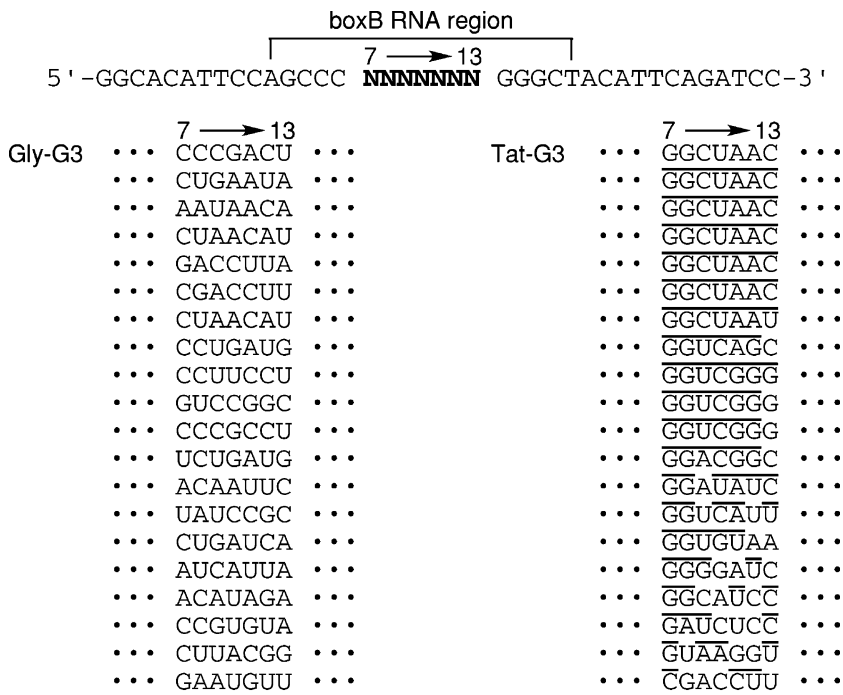 boxB RNA region
7 → 13
5'-GGCACATTCCAGCCC NNNNNNN GGGCTACATTCAGATCC-3'
7 → 13 7 → 13
Gly-G3 ··· CCCGACU ··· Tat-G3 ··· GGCUAAC ···
··· CUGAAUA ··· ··· GGCUAAC ···
··· AAUAACA ··· ··· GGCUAAC ···
··· CUAACAU ··· ··· GGCUAAC ···
··· GACCUUA ··· ··· GGCUAAC ···
··· CGACCUU ··· ··· GGCUAAC ···
··· CUAACAU ··· ··· GGCUAAU ···
··· CCUGAUG ··· ··· GGUCAGC ···
··· CCUUCCU ··· ··· GGUCGGG ···
··· GUCCGGC ··· ··· GGUCGGG ···
··· CCCGCCU ··· ··· GGUCGGG ···
··· UCUGAUG ··· ··· GGACGGC ···
··· ACAAUUC ··· ··· GGAUAUC ···
··· UAUCCGC ··· ··· GGUCAUU ···
··· CUGAUCA ··· ··· GGUGUAA ···
··· AUCAUUA ··· ··· GGGGAUC ···
··· ACAUAGA ··· ··· GGCAUCC ···
··· CCGUGUA ··· ··· GAUCUCC ···
··· CUUACGG ··· ··· GUAAGGU ···
··· GAAUGUU ··· ··· CGACCUU ···